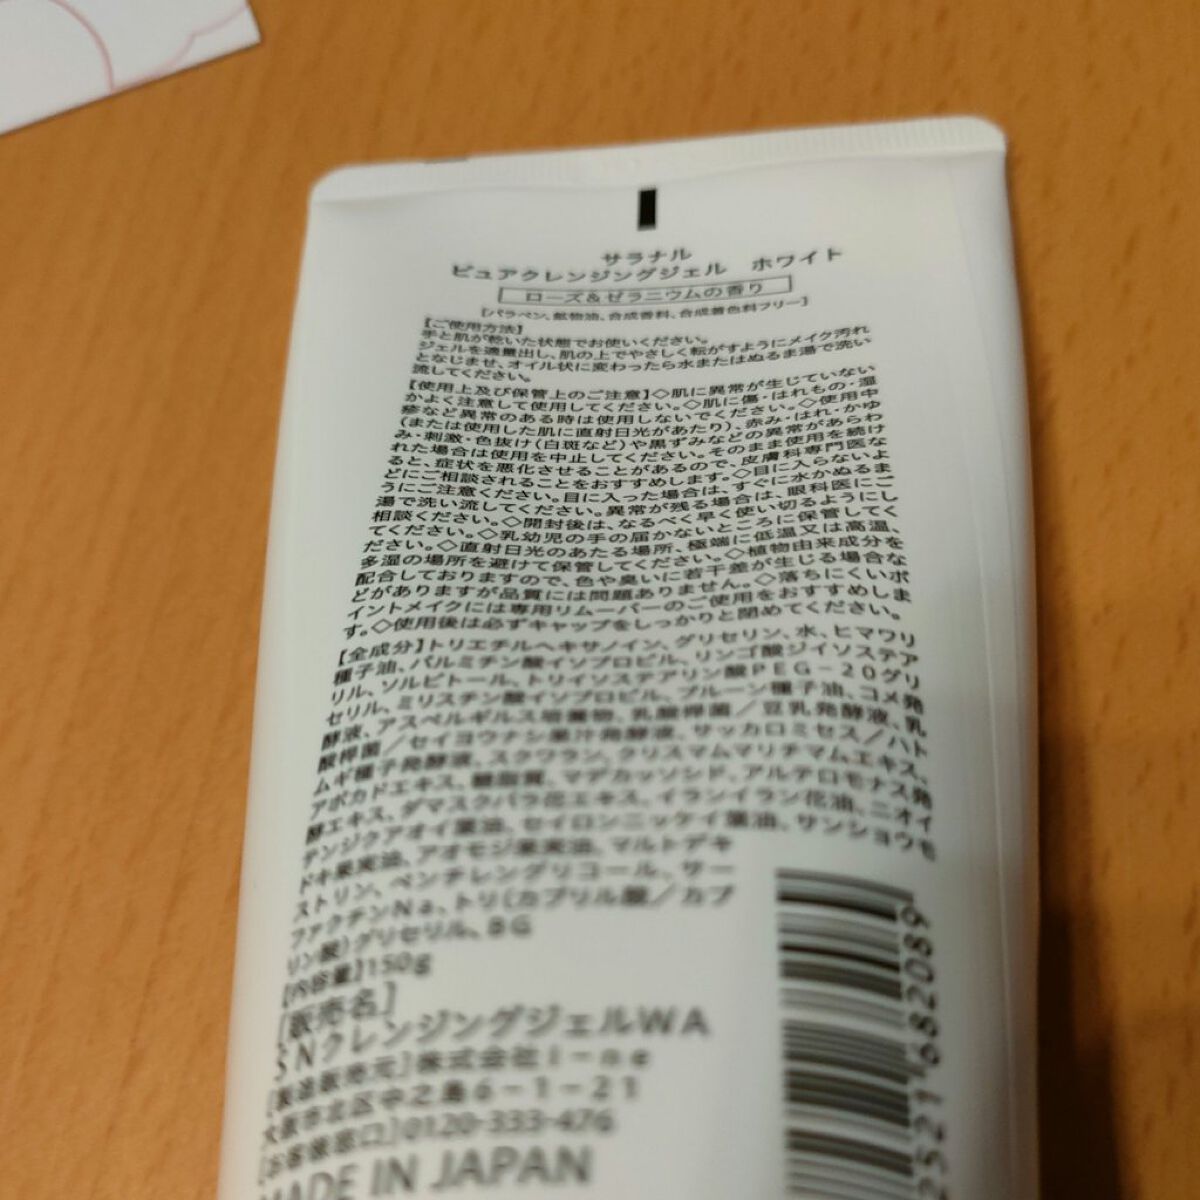 サラナル
ピュアクレンジングジェル ホワイト
ローズ&ゼラニウムの香り
[パラベン、鉱物油、合成香料、合成着色料フリー]
【ご使用方法】
手と肌が乾いた状態でお使いください。
ジェルを適量出し、肌の上でやさしく転がすようにメイク汚れ
となじませ、オイル状に変わったら水またはぬるま湯で洗い
流してください。
【使用上及び保管上のご注意】◇肌に異常が生じていない
かよく注意して使用してください。◇肌に傷・はれもの・湿
疹など異常のある時は使用しないでください。◇使用中
(または使用した肌に直射日光があたり)、赤み・はれ・かゆ
み・刺激・色抜け(白斑など)や黒ずみなどの異常があらわ
れた場合は使用を中止してください。そのまま使用を続け
ると、症状を悪化させることがあるので、皮膚科専門医な
どにご相談されることをおすすめします。◇目に入らないよ
うにご注意ください。目に入った場合は、すぐに水かぬるま
湯で洗い流してください。異常が残る場合は、眼科医にご
相談ください。◇開封後は、なるべく早く使い切るようにし
てください。◇乳幼児の手の届かないところに保管してく
ださい。◇直射日光のあたる場所、極端に低温又は高温、
多湿の場所を避けて保管してください。◇植物由来成分を
配合しておりますので、色や臭いに若干差が生じる場合な
どがありますが品質には問題ありません。◇落ちにくいポ
イントメイクには専用リムーバーのご使用をおすすめしま
す。◇使用後は必ずキャップをしっかりと閉めてください。
【全成分】トリエチルヘキサノイン、グリセリン、水、ヒマワリ
種子油、パルミチン酸イソプロピル、リンゴ酸ジイソステア
リル、ソルビトール、トリイソステアリン酸PEG-20グリ
セリル、ミリスチン酸イソプロピル、プルーン種子油、コメ発
酵液、アスペルギルス培養物、乳酸桿菌/豆乳発酵液、乳
酸桿菌/セイヨウナシ果汁発酵液、サッカロミセス/ハト
ムギ種子発酵液、スクワラン、クリスマムマリチマムエキス、
アボカドエキス、糖脂質、マデカッソシド、アルテロモナス発
酵エキス、ダマスクバラ花エキス、イランイラン花油、ニオイ
テンジクアオイ葉油、セイロンニッケイ葉油、サンショウモ
ドキ果実油、アオモジ果実油、マルトデキ
ストリン、ペンチレングリコール、サー
ファクチンNa、トリ(カプリル酸/カプ
リン酸)グリセリル、BG
【内容量】150g
[販売名]
SNクレンジングジェルWA
[製造販売元]株式会社I-ne
大阪市北区中之島6-1-21
[お客様窓口]0120-333-476
MADE IN JAPAN